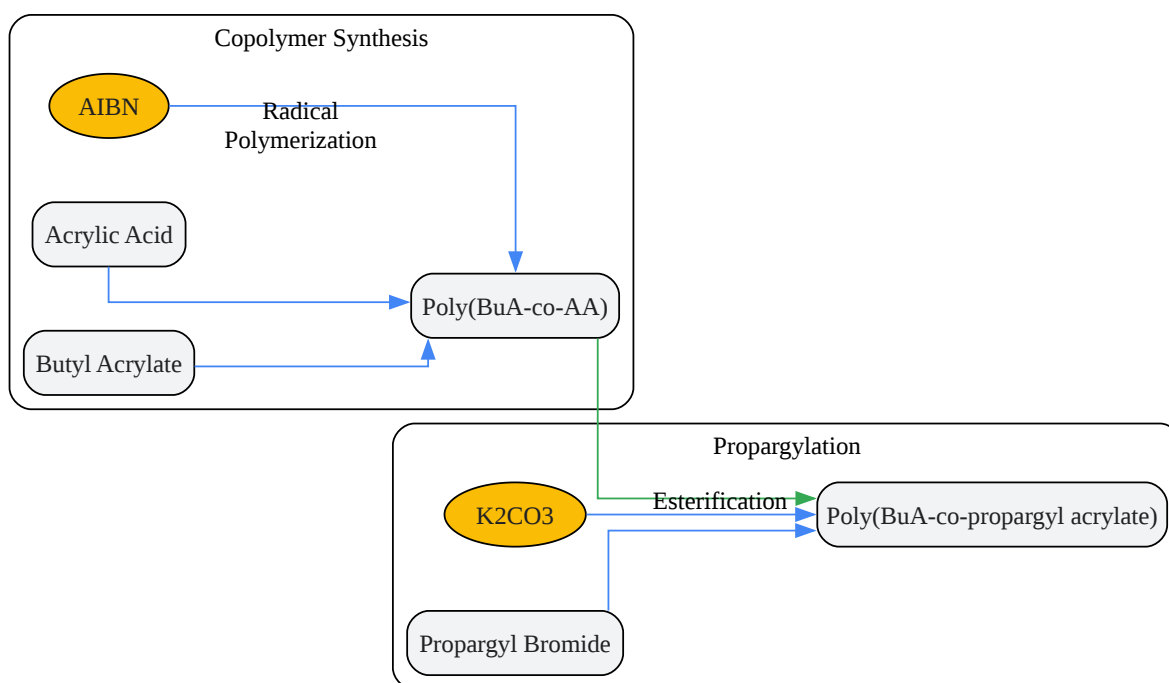 Copolymer Synthesis
AIBN
Radical
Polymerization
Acrylic Acid
Poly(BuA-co-AA)
Butyl Acrylate
Propargylation
Esterification
K2CO3
Poly(BuA-co-propargyl acrylate)
Propargyl Bromide